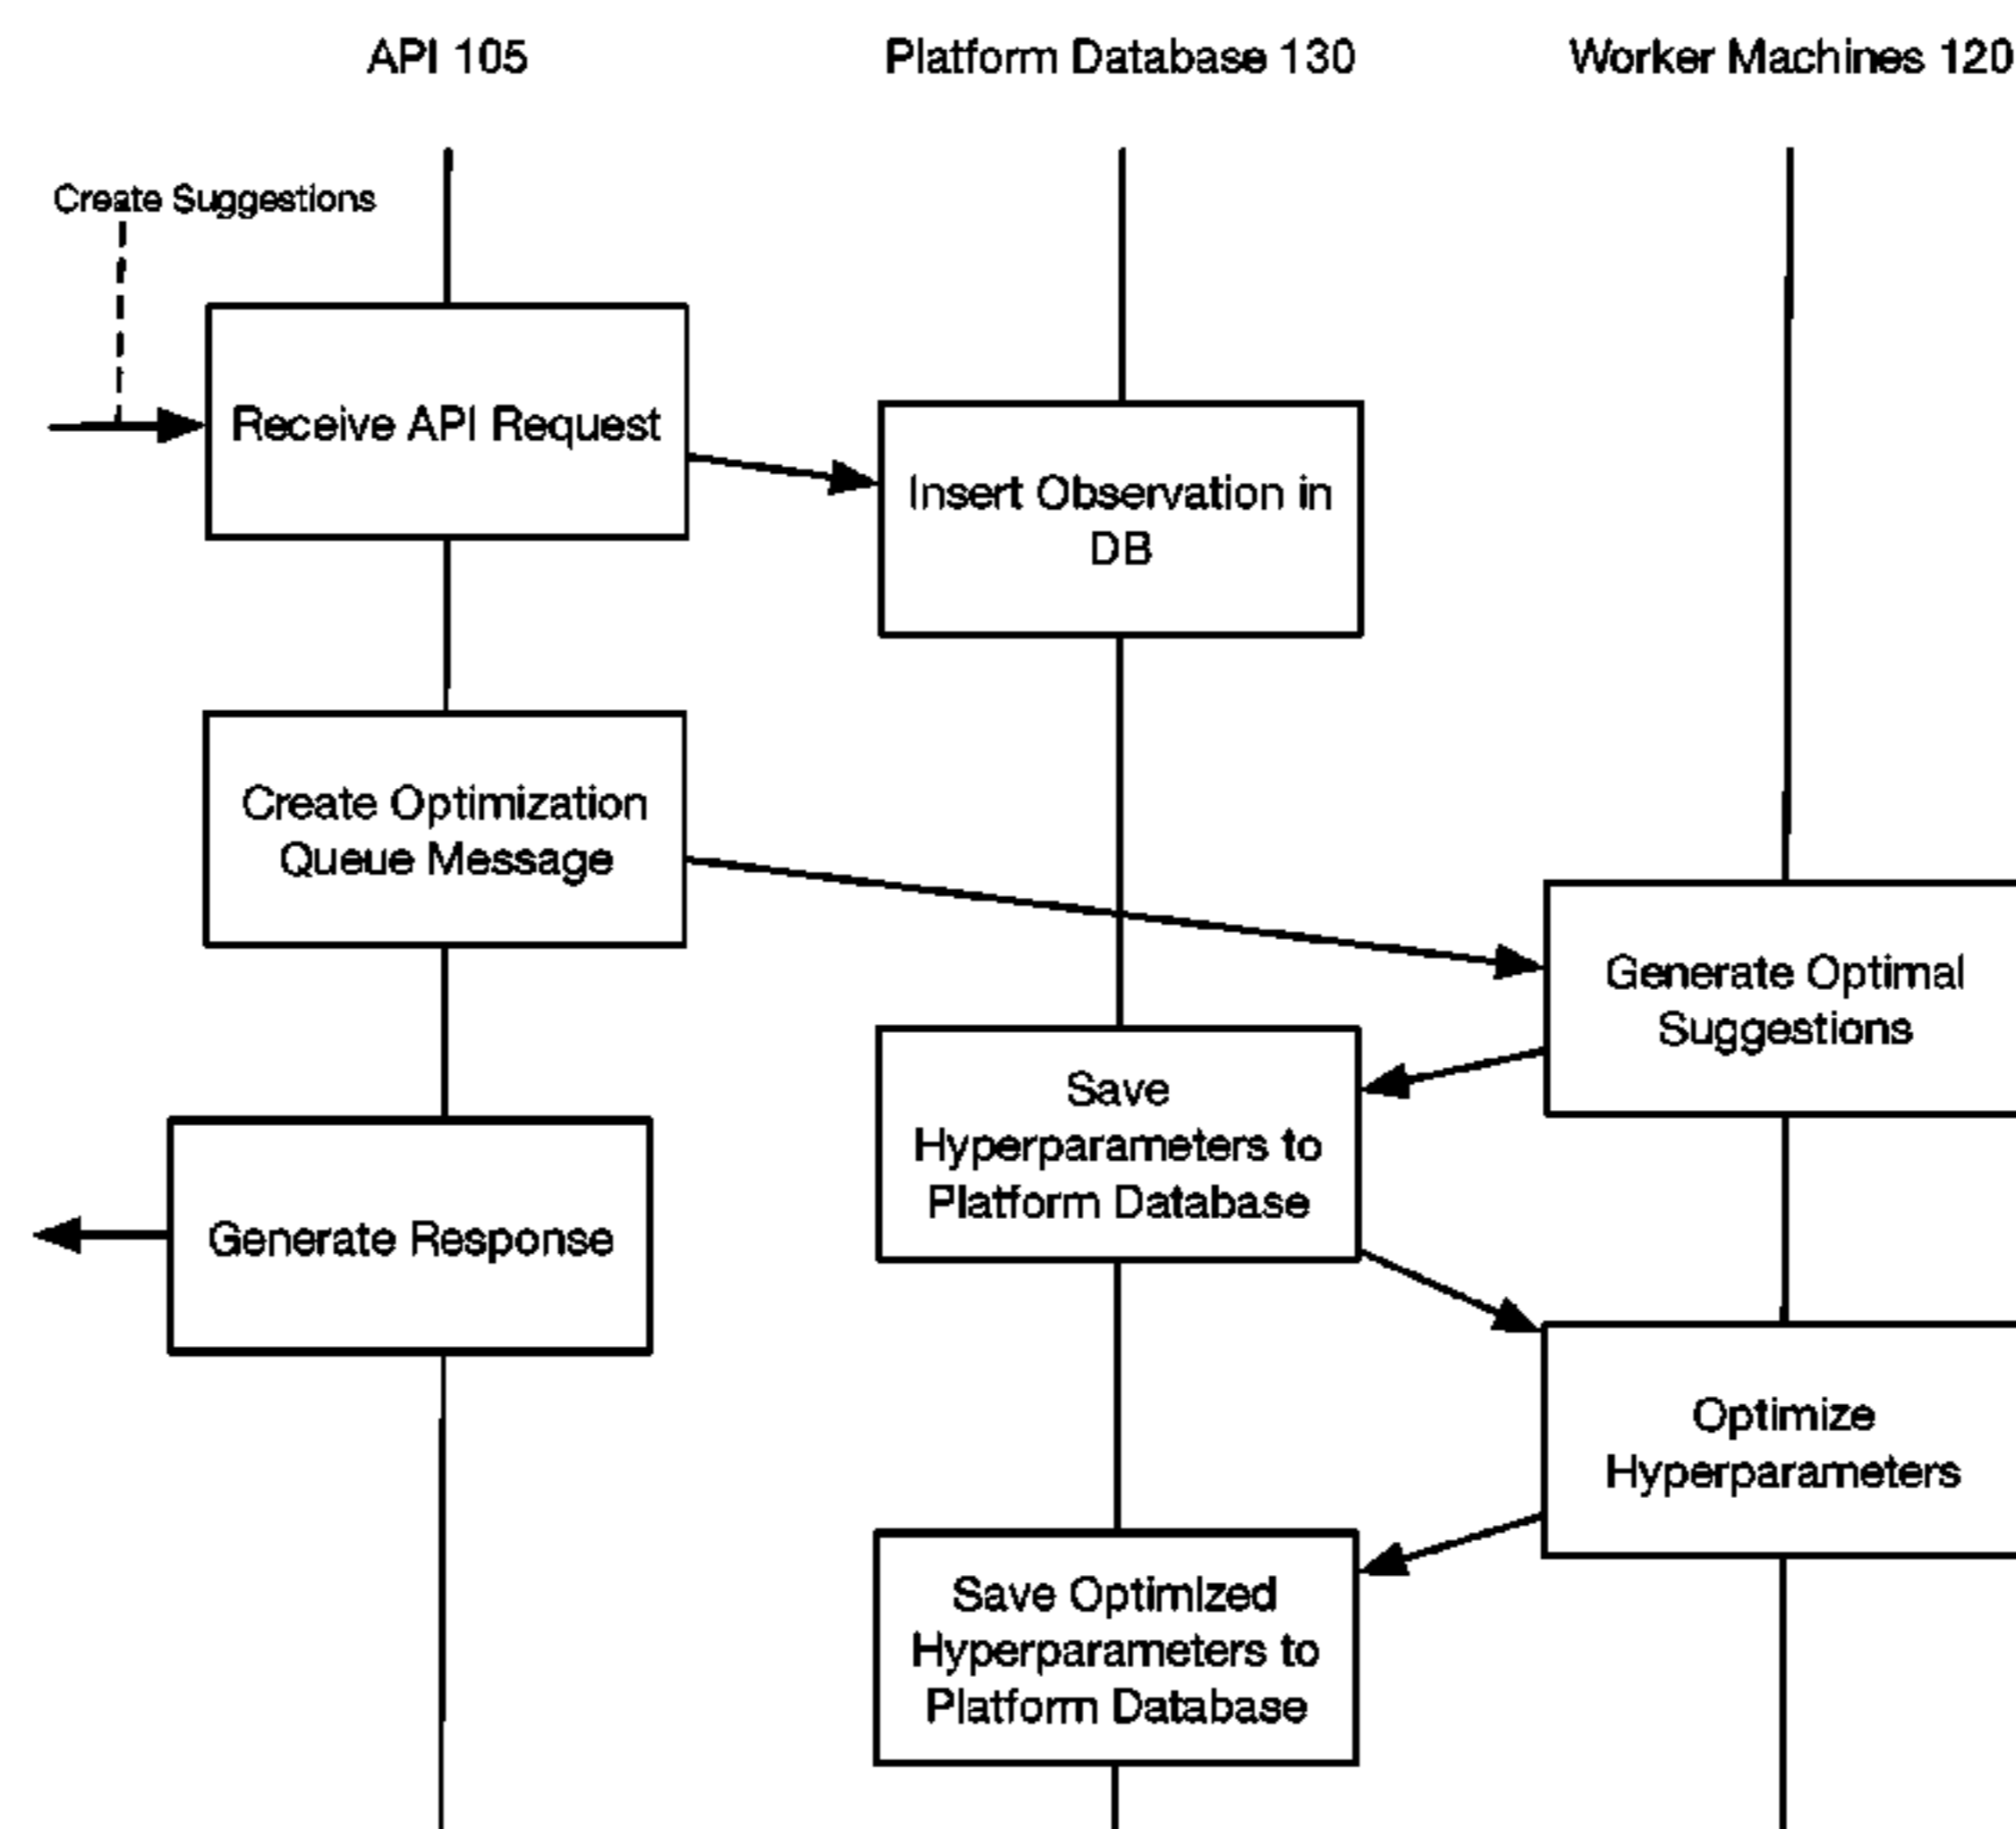 API 105
Platform Database 130
Worker Machines 120
Create Suggestions
Receive API Request
Insert Observation in
DB
Create Optimization
Queue Message
Generate Optimal
Suggestions
Save
Hyperparameters to
Platform Database
Generate Response
Optimize
Hyperparameters
Save Optimized
Hyperparameters to
Platform Database